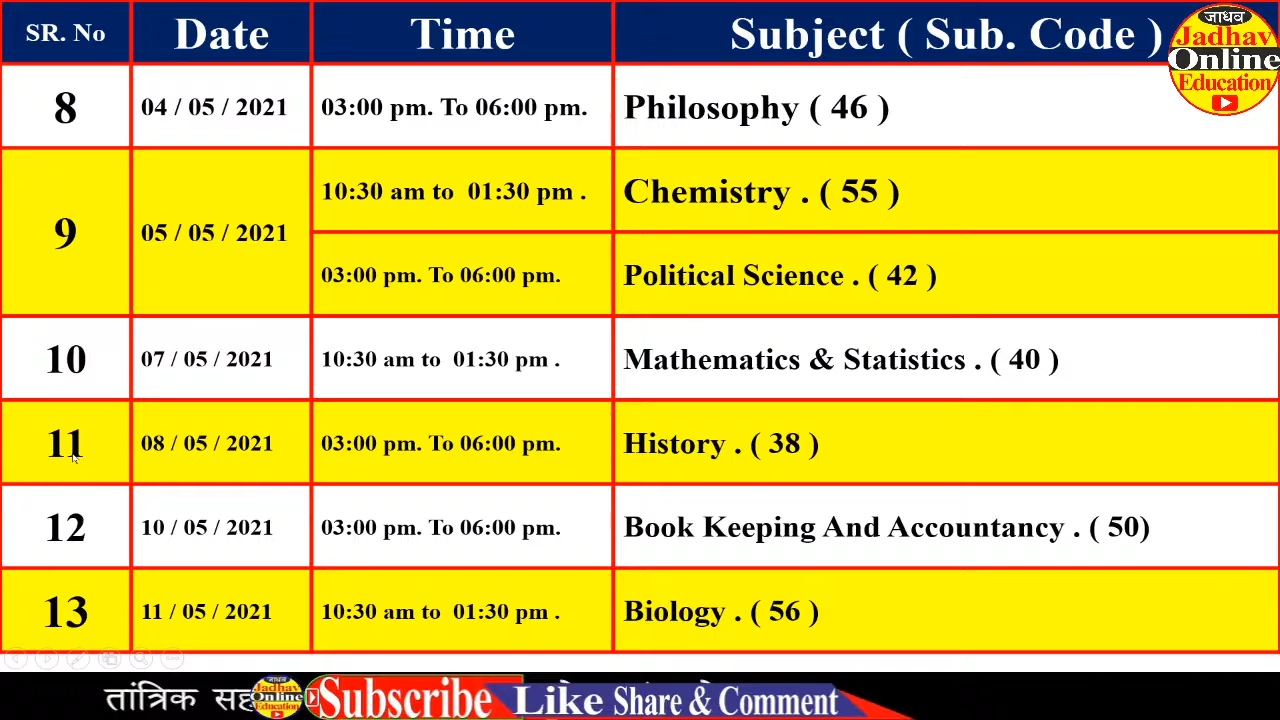 SR. No Date Time Subject ( Sub. Code )
जाधव
Jadhav
Online
Education
8 04 / 05 / 2021 03:00 pm. To 06:00 pm. Philosophy ( 46 )
9 05 / 05 / 2021 10:30 am to 01:30 pm . Chemistry . ( 55 )
03:00 pm. To 06:00 pm. Political Science . ( 42 )
10 07 / 05 / 2021 10:30 am to 01:30 pm . Mathematics & Statistics . ( 40 )
11 08 / 05 / 2021 03:00 pm. To 06:00 pm. History . ( 38 )
12 10 / 05 / 2021 03:00 pm. To 06:00 pm. Book Keeping And Accountancy . ( 50)
13 11 / 05 / 2021 10:30 am to 01:30 pm . Biology . ( 56 )
तांत्रिक
जाधव
Jadhav
Online
Education
Subscribe Like Share & Comment